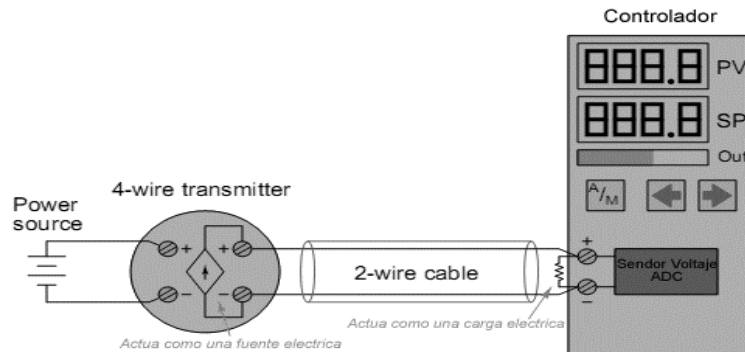 Controlador
888.8 PV
888.8 SP
Out
A/M
4-wire transmitter
Power
source
+ +
- -
2-wire cable
+
-
Sendor Voltaje
ADC
Actua como una carga electrica
Actua como una fuente electrica